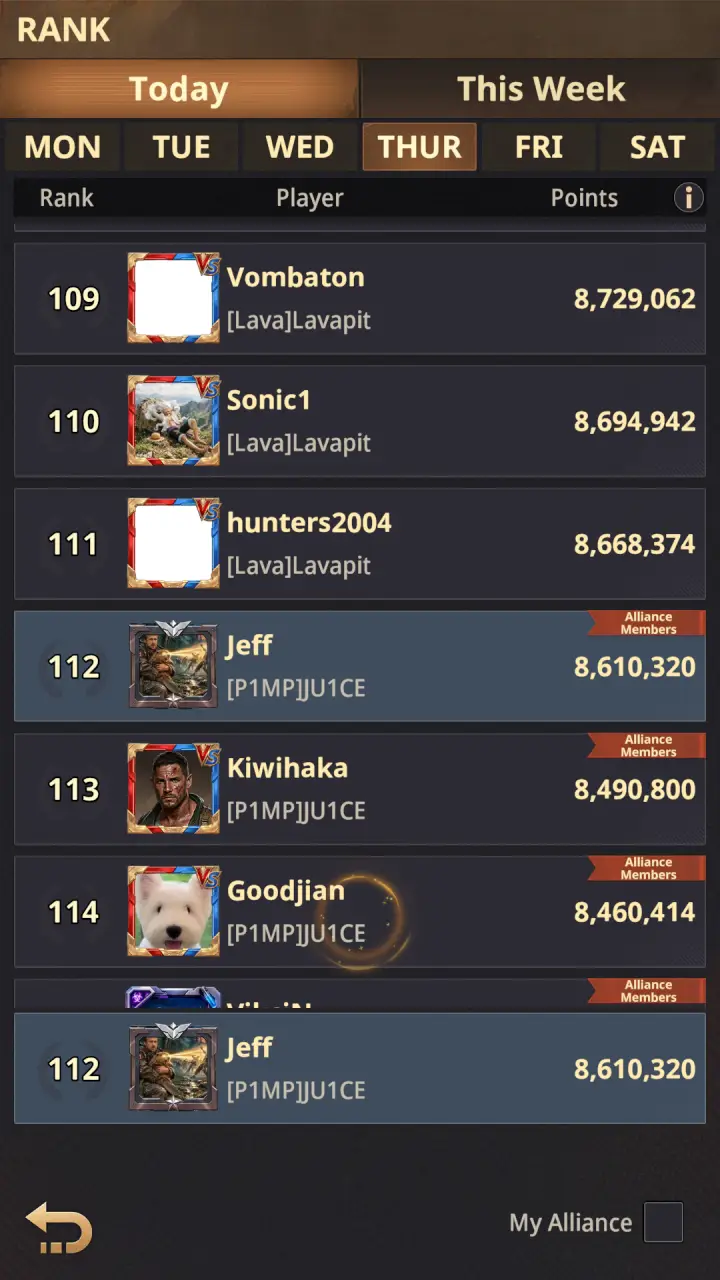 RANK
Today
This Week
MON
TUE
WED
THUR
FRI
SAT
Rank
Player
Points
109
Vombaton
[Lava]Lavapit
8,729,062
110
Sonic1
[Lava]Lavapit
8,694,942
111
hunters2004
[Lava]Lavapit
8,668,374
Alliance
Members
112
Jeff
[P1MP]JU1CE
8,610,320
Alliance
Members
113
Kiwihaka
[P1MP]JU1CE
8,490,800
Alliance
Members
114
Goodjian
[P1MP]JU1CE
8,460,414
Alliance
Members
112
Jeff
[P1MP]JU1CE
8,610,320
My Alliance